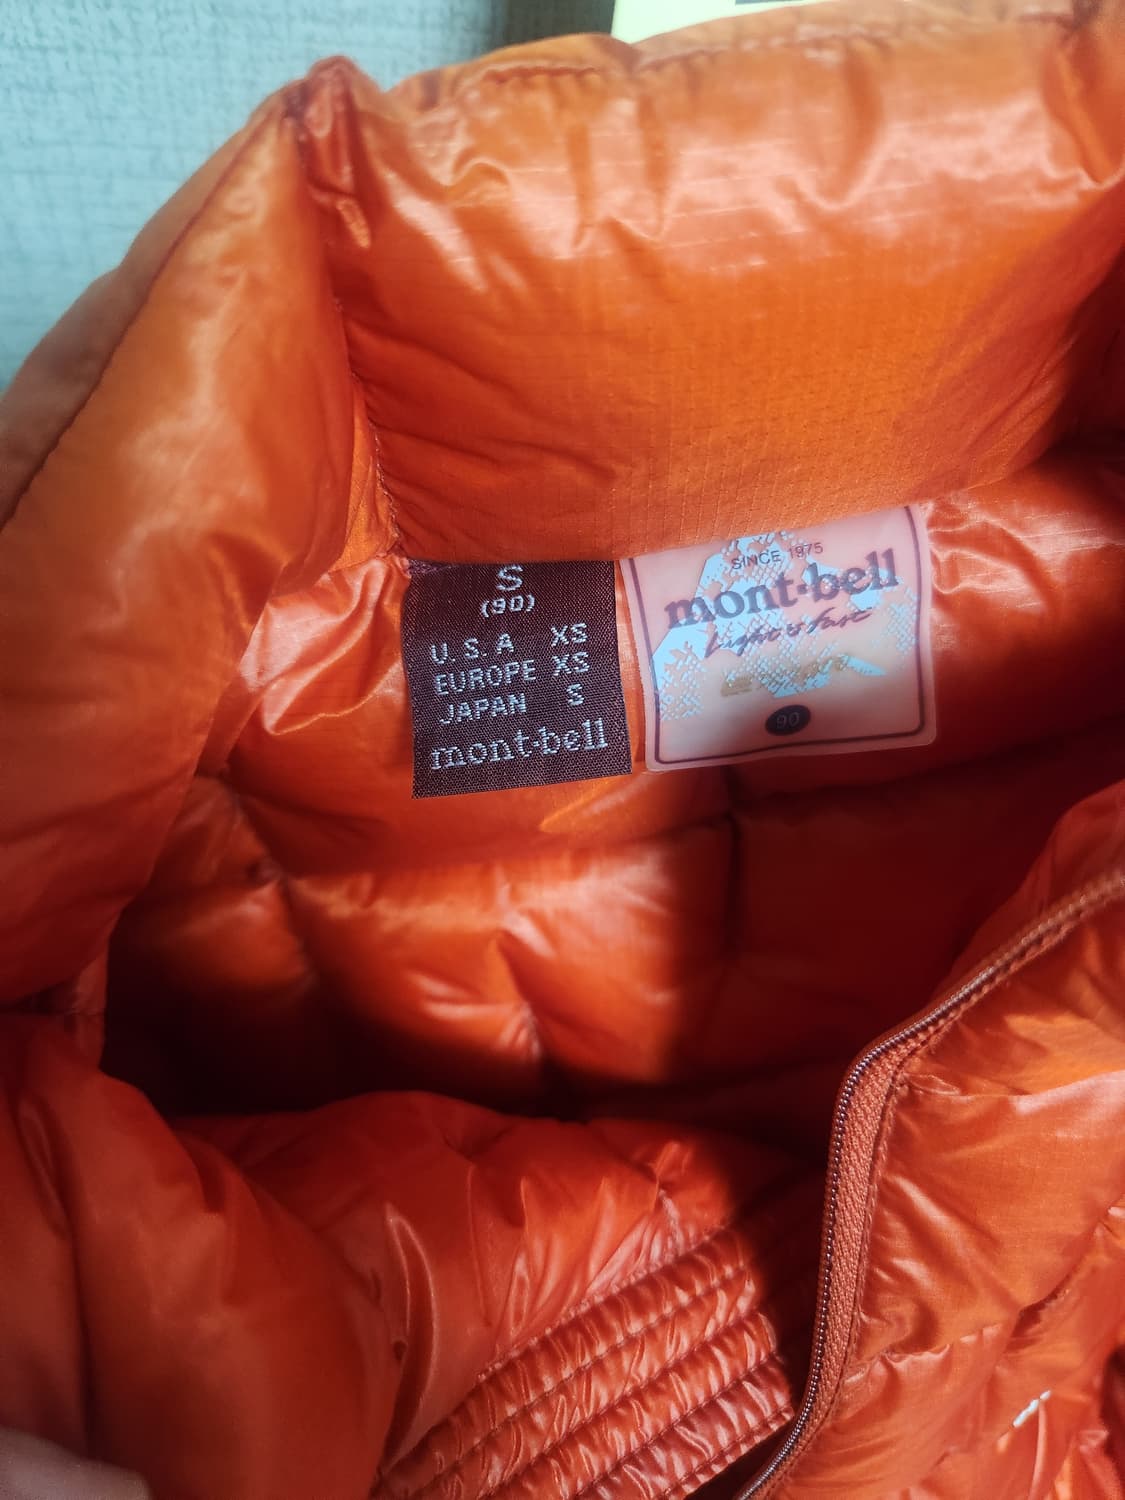 S
(90)
U.S.A XS
EUROPE XS
JAPAN S
mont-bell
SINCE 1975
mont-bell
Light & fast
90